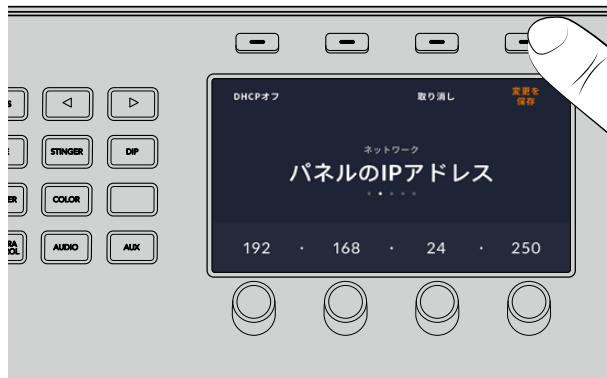 DHCPオフ
取り消し
変更を
保存
ネットワーク
パネルのIPアドレス
192 · 168 · 24 · 250
STINGER
DIP
COLOR
AUDIO
AUX